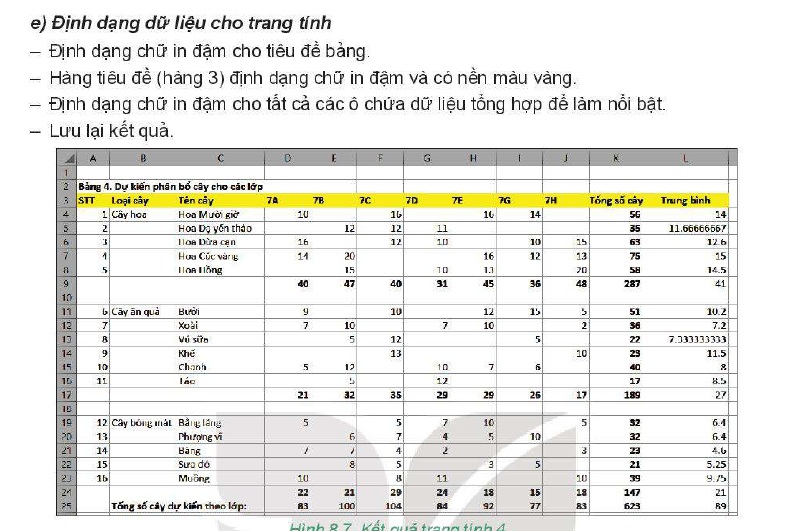 e) Định dạng dữ liệu cho trang tính
– Định dạng chữ in đậm cho tiêu đề bảng.
– Hàng tiêu đề (hàng 3) định dạng chữ in đậm và có nền màu vàng.
– Định dạng chữ in đậm cho tất cả các ô chứa dữ liệu tổng hợp để làm nổi bật.
– Lưu lại kết quả.
A B C D E F G H I J K L
1
2 Bảng 4. Dự kiến phân bổ cây cho các lớp
3 STT Loại cây Tên cây 7A 7B 7C 7D 7E 7G 7H Tổng số cây Trung bình
4 1 Cây hoa Hoa Mười giờ 10 16 16 14 56 14
5 2 Hoa Dạ yến thảo 12 12 11 35 11.66666667
6 3 Hoa Dừa cạn 16 12 10 10 15 63 12.6
7 4 Hoa Cúc vàng 14 20 16 12 13 75 15
8 5 Hoa Hồng 15 10 13 20 58 14.5
9 40 47 40 31 45 36 48 287 41
10
11 6 Cây ăn quả Bưởi 9 10 12 15 5 51 10.2
12 7 Xoài 7 10 7 10 2 36 7.2
13 8 Vú sữa 5 12 5 22 7.333333333
14 9 Khế 13 10 23 11.5
15 10 Chanh 5 12 10 7 6 40 8
16 11 Táo 5 12 17 8.5
17 21 32 35 29 29 26 17 189 27
18
19 12 Cây bóng mát Bằng lăng 5 5 7 10 5 32 6.4
20 13 Phượng vĩ 6 7 4 5 10 32 6.4
21 14 Bàng 7 7 4 2 3 23 4.6
22 15 Sưa đỏ 8 5 3 5 21 5.25
23 16 Muồng 10 8 11 10 39 9.75
24 22 21 29 24 18 15 18 147 21
25 Tổng số cây dự kiến theo lớp: 83 100 104 84 92 77 83 623 89
Hình 8.7. Kết quả trang tính 4